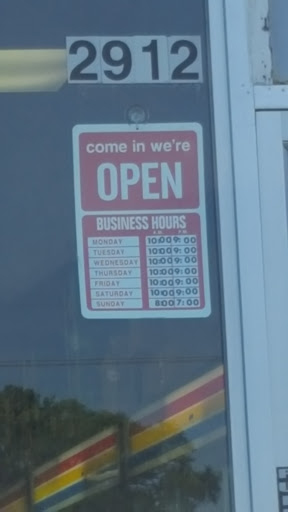 2912
come in we're
OPEN
BUSINESS HOURS
A.M. P.M.
MONDAY 10:00 9:00
TUESDAY 10:00 9:00
WEDNESDAY 10:00 9:00
THURSDAY 10:00 9:00
FRIDAY 10:00 9:00
SATURDAY 10:00 9:00
SUNDAY 8:00 7:00